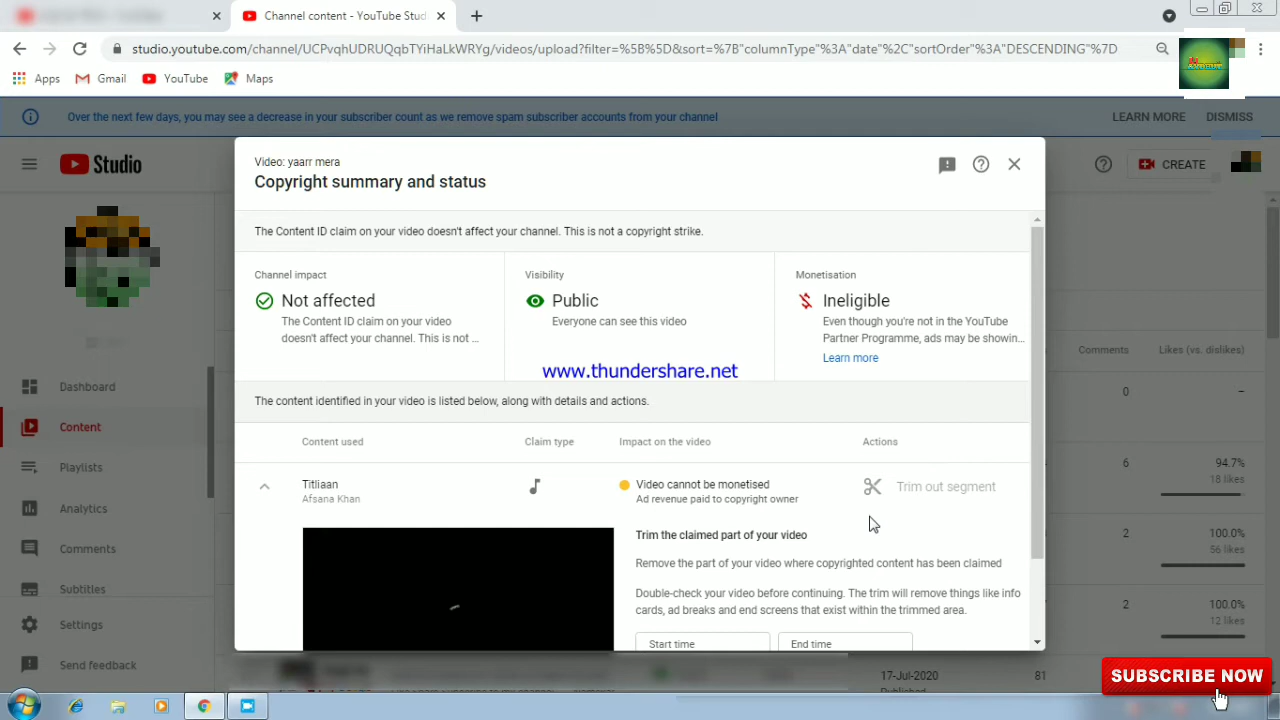 Channel content - YouTube Stud
studio.youtube.com/channel/UCPvqhUDRUQqbTYiHaLkWRYg/videos/upload?filter=%5B%5D&sort=%7B"columnType"%3A"date"%2C"sortOrder"%3A"DESCENDING"%7D
Apps Gmail YouTube Maps
Over the next few days, you may see a decrease in your subscriber count as we remove spam subscriber accounts from your channel LEARN MORE DISMISS
Studio
CREATE
Video: yaarr mera
Copyright summary and status
The Content ID claim on your video doesn't affect your channel. This is not a copyright strike.
Channel impact
Not affected
The Content ID claim on your video
doesn't affect your channel. This is not ...
Visibility
Public
Everyone can see this video
Monetisation
Ineligible
Even though you're not in the YouTube
Partner Programme, ads may be showin...
Learn more
www.thundershare.net
The content identified in your video is listed below, along with details and actions.
Content used Claim type Impact on the video Actions
Titliaan
Afsana Khan
Video cannot be monetised
Ad revenue paid to copyright owner
Trim out segment
Trim the claimed part of your video
Remove the part of your video where copyrighted content has been claimed
Double-check your video before continuing. The trim will remove things like info
cards, ad breaks and end screens that exist within the trimmed area.
Start time End time
Dashboard
Content
Playlists
Analytics
Comments
Subtitles
Settings
Send feedback
Comments Likes (vs. dislikes)
0 –
6 94.7%
18 likes
2 100.0%
56 likes
2 100.0%
12 likes
17-Jul-2020 81
Published
SUBSCRIBE NOW